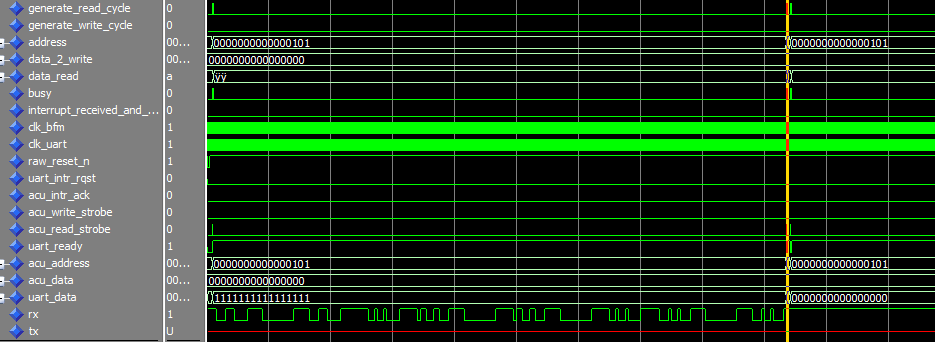 generate_read_cycle 0
generate_write_cycle 0
address 00... 0000000000000101 0000000000000101
data_2_write 00... 0000000000000000
data_read a ÿÿ
busy 0
interrupt_received_and_... 0
clk_bfm 1
clk_uart 1
raw_reset_n 1
uart_intr_rqst 0
acu_intr_ack 0
acu_write_strobe 0
acu_read_strobe 0
uart_ready 1
acu_address 00... 0000000000000101 0000000000000101
acu_data 00... 0000000000000000
uart_data 00... 1111111111111111 0000000000000000
rx 1
tx U